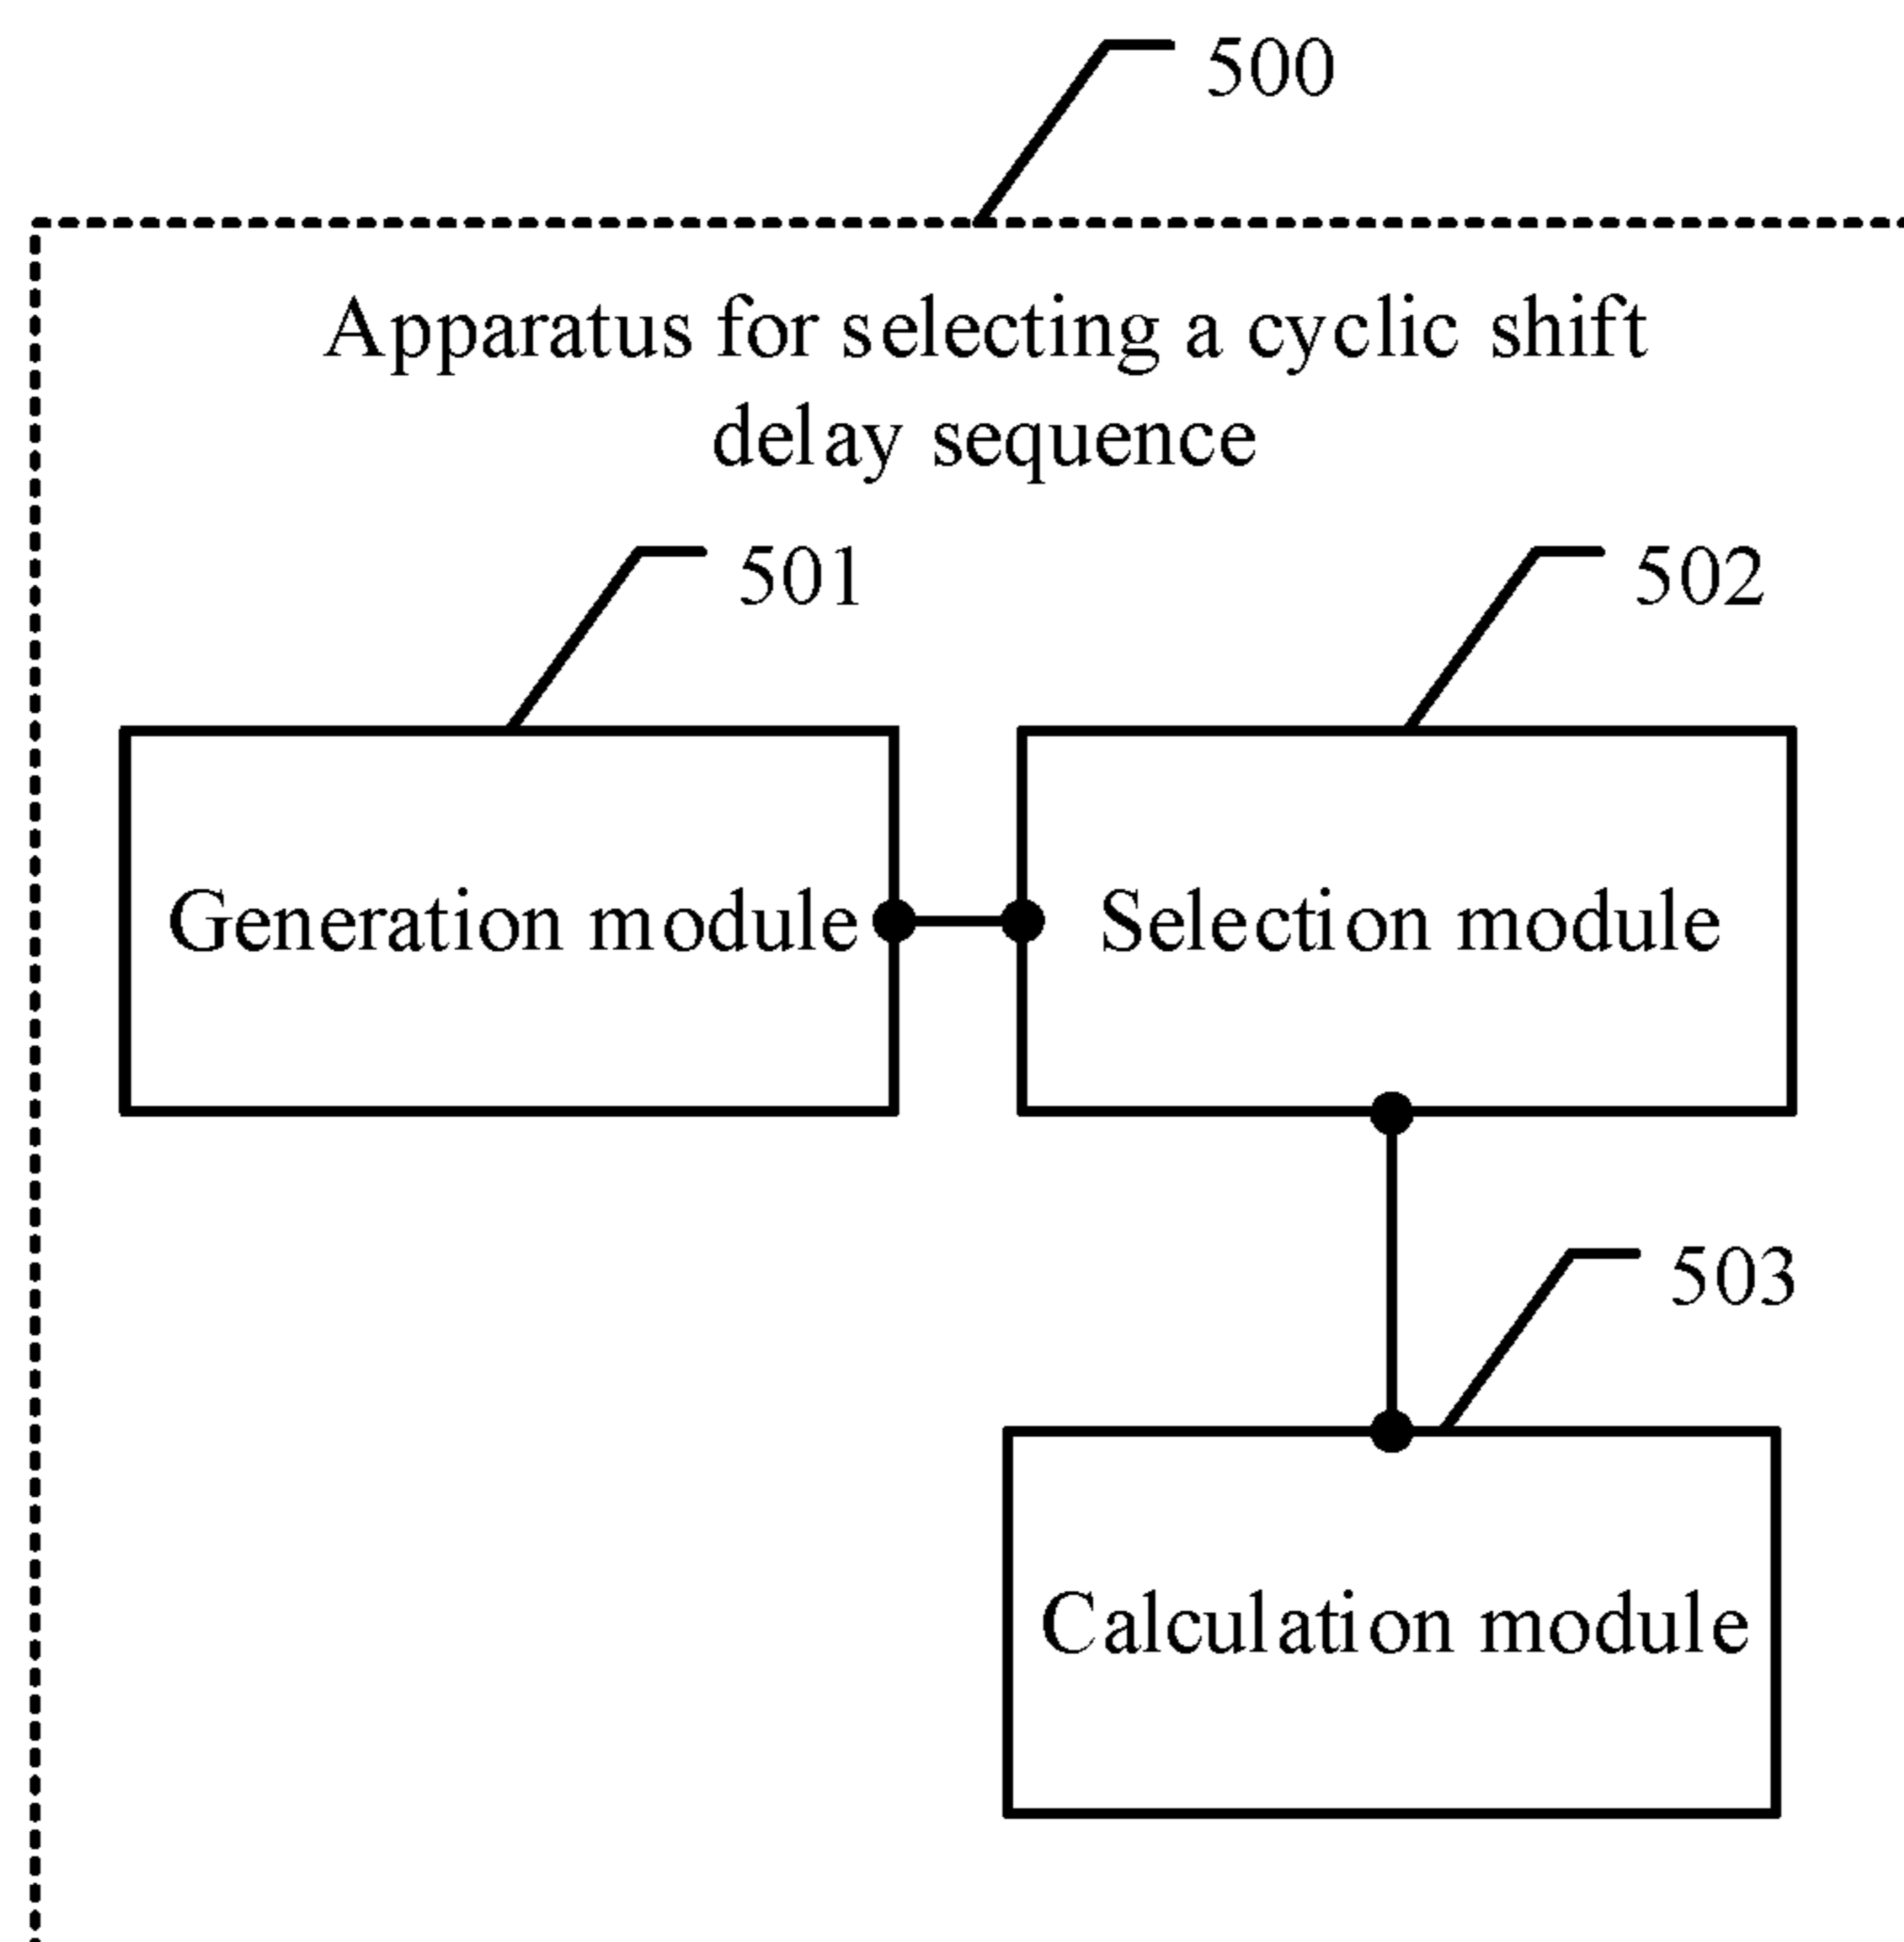 500
Apparatus for selecting a cyclic shift
delay sequence
501
502
Generation module
Selection module
503
Calculation module